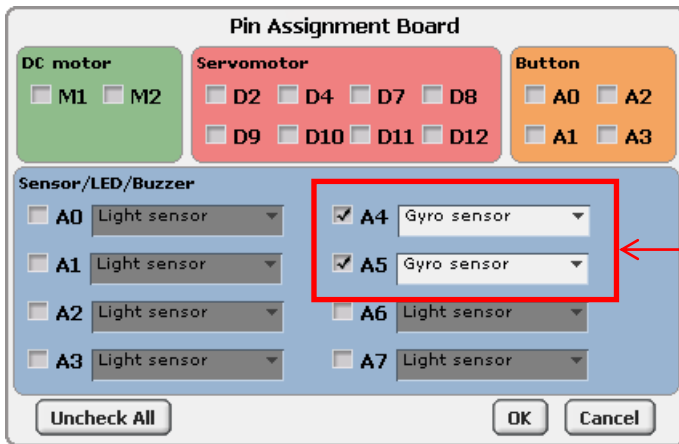 Pin Assignment Board
DC motor
M1 M2
Servomotor
D2 D4 D7 D8
D9 D10 D11 D12
Button
A0 A2
A1 A3
Sensor/LED/Buzzer
A0 Light sensor
A1 Light sensor
A2 Light sensor
A3 Light sensor
A4 Gyro sensor
A5 Gyro sensor
A6 Light sensor
A7 Light sensor
Uncheck All
OK
Cancel